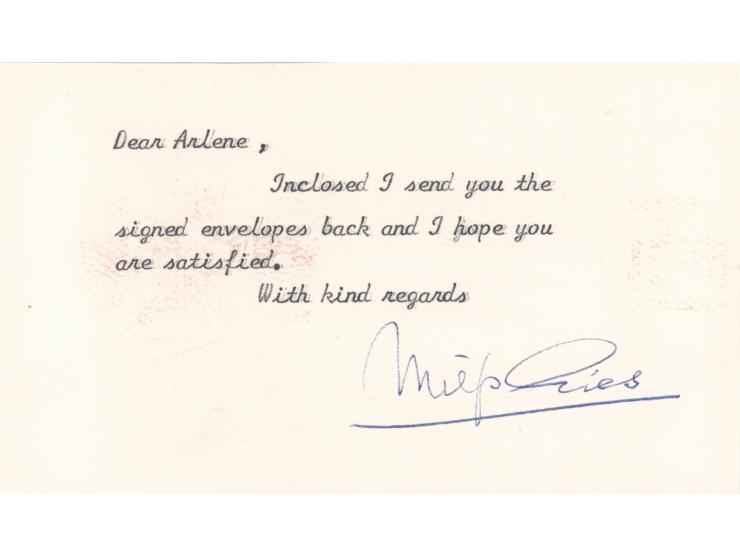 Dear Arlene ,
Inclosed I send you the
signed envelopes back and I hope you
are satisfied.
With kind regards
Miep Gies